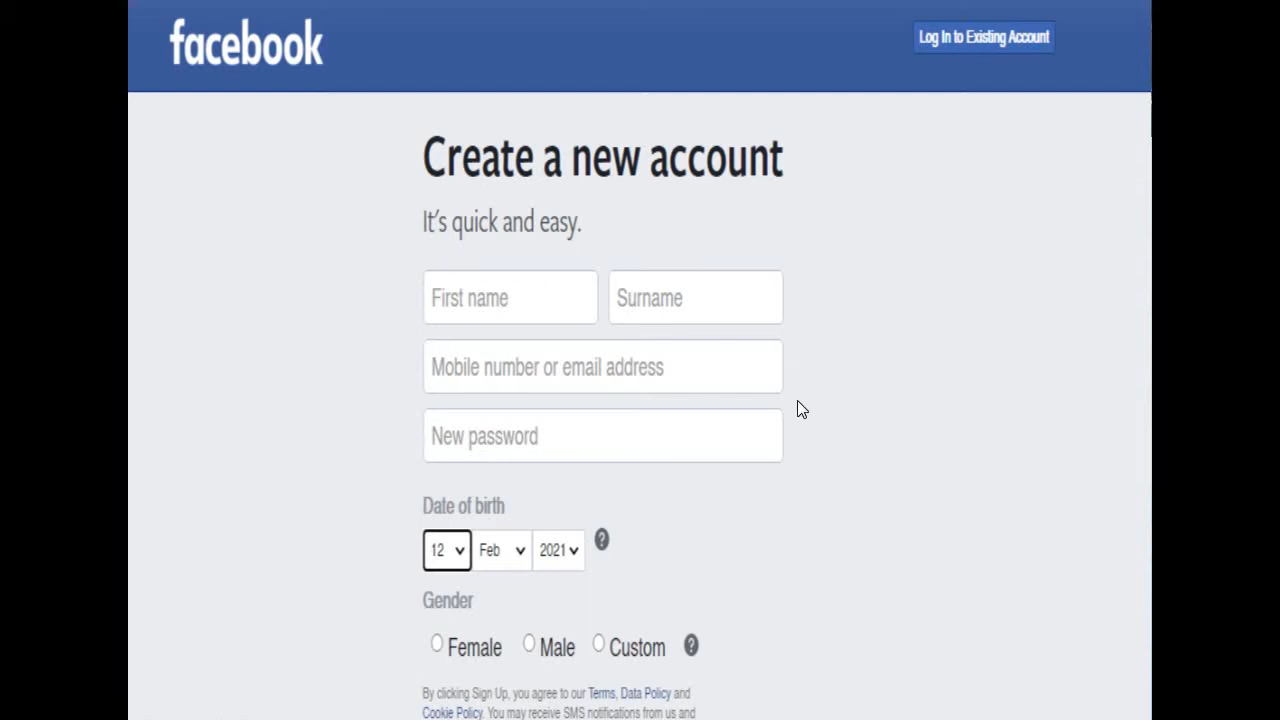 facebook
Log In to Existing Account
Create a new account
It's quick and easy.
First name Surname
Mobile number or email address
New password
Date of birth
12 Feb 2021 ?
Gender
Female Male Custom ?
By clicking Sign Up, you agree to our Terms, Data Policy and
Cookie Policy. You may receive SMS notifications from us and